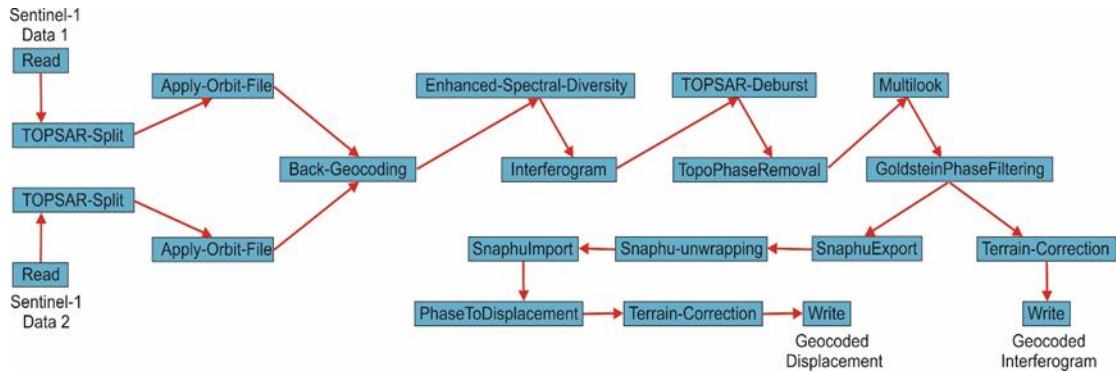 Sentinel-1
Data 1
Read
TOPSAR-Split
Apply-Orbit-File
TOPSAR-Split
Apply-Orbit-File
Read
Sentinel-1
Data 2
Back-Geocoding
Enhanced-Spectral-Diversity
Interferogram
TOPSAR-Deburst
TopoPhaseRemoval
Multilook
GoldsteinPhaseFiltering
SnaphuExport
Snaphu-unwrapping
SnaphuImport
PhaseToDisplacement
Terrain-Correction
Write
Geocoded
Displacement
Terrain-Correction
Write
Geocoded
Interferogram